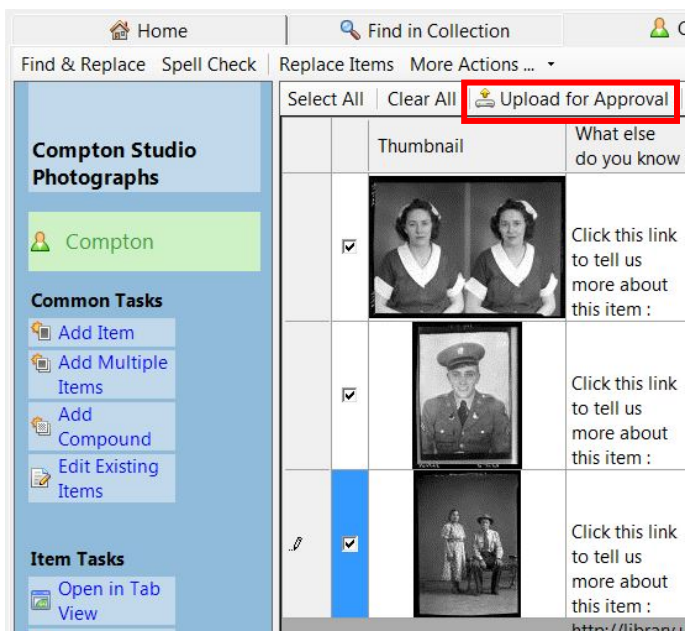 Home
Find in Collection
Find & Replace Spell Check Replace Items More Actions ...
Select All Clear All Upload for Approval
Compton Studio
Photographs
Compton
Common Tasks
Add Item
Add Multiple
Items
Add
Compound
Edit Existing
Items
Item Tasks
Open in Tab
View
Thumbnail
What else
do you know
Click this link
to tell us
more about
this item :
Click this link
to tell us
more about
this item :
Click this link
to tell us
more about
this item :